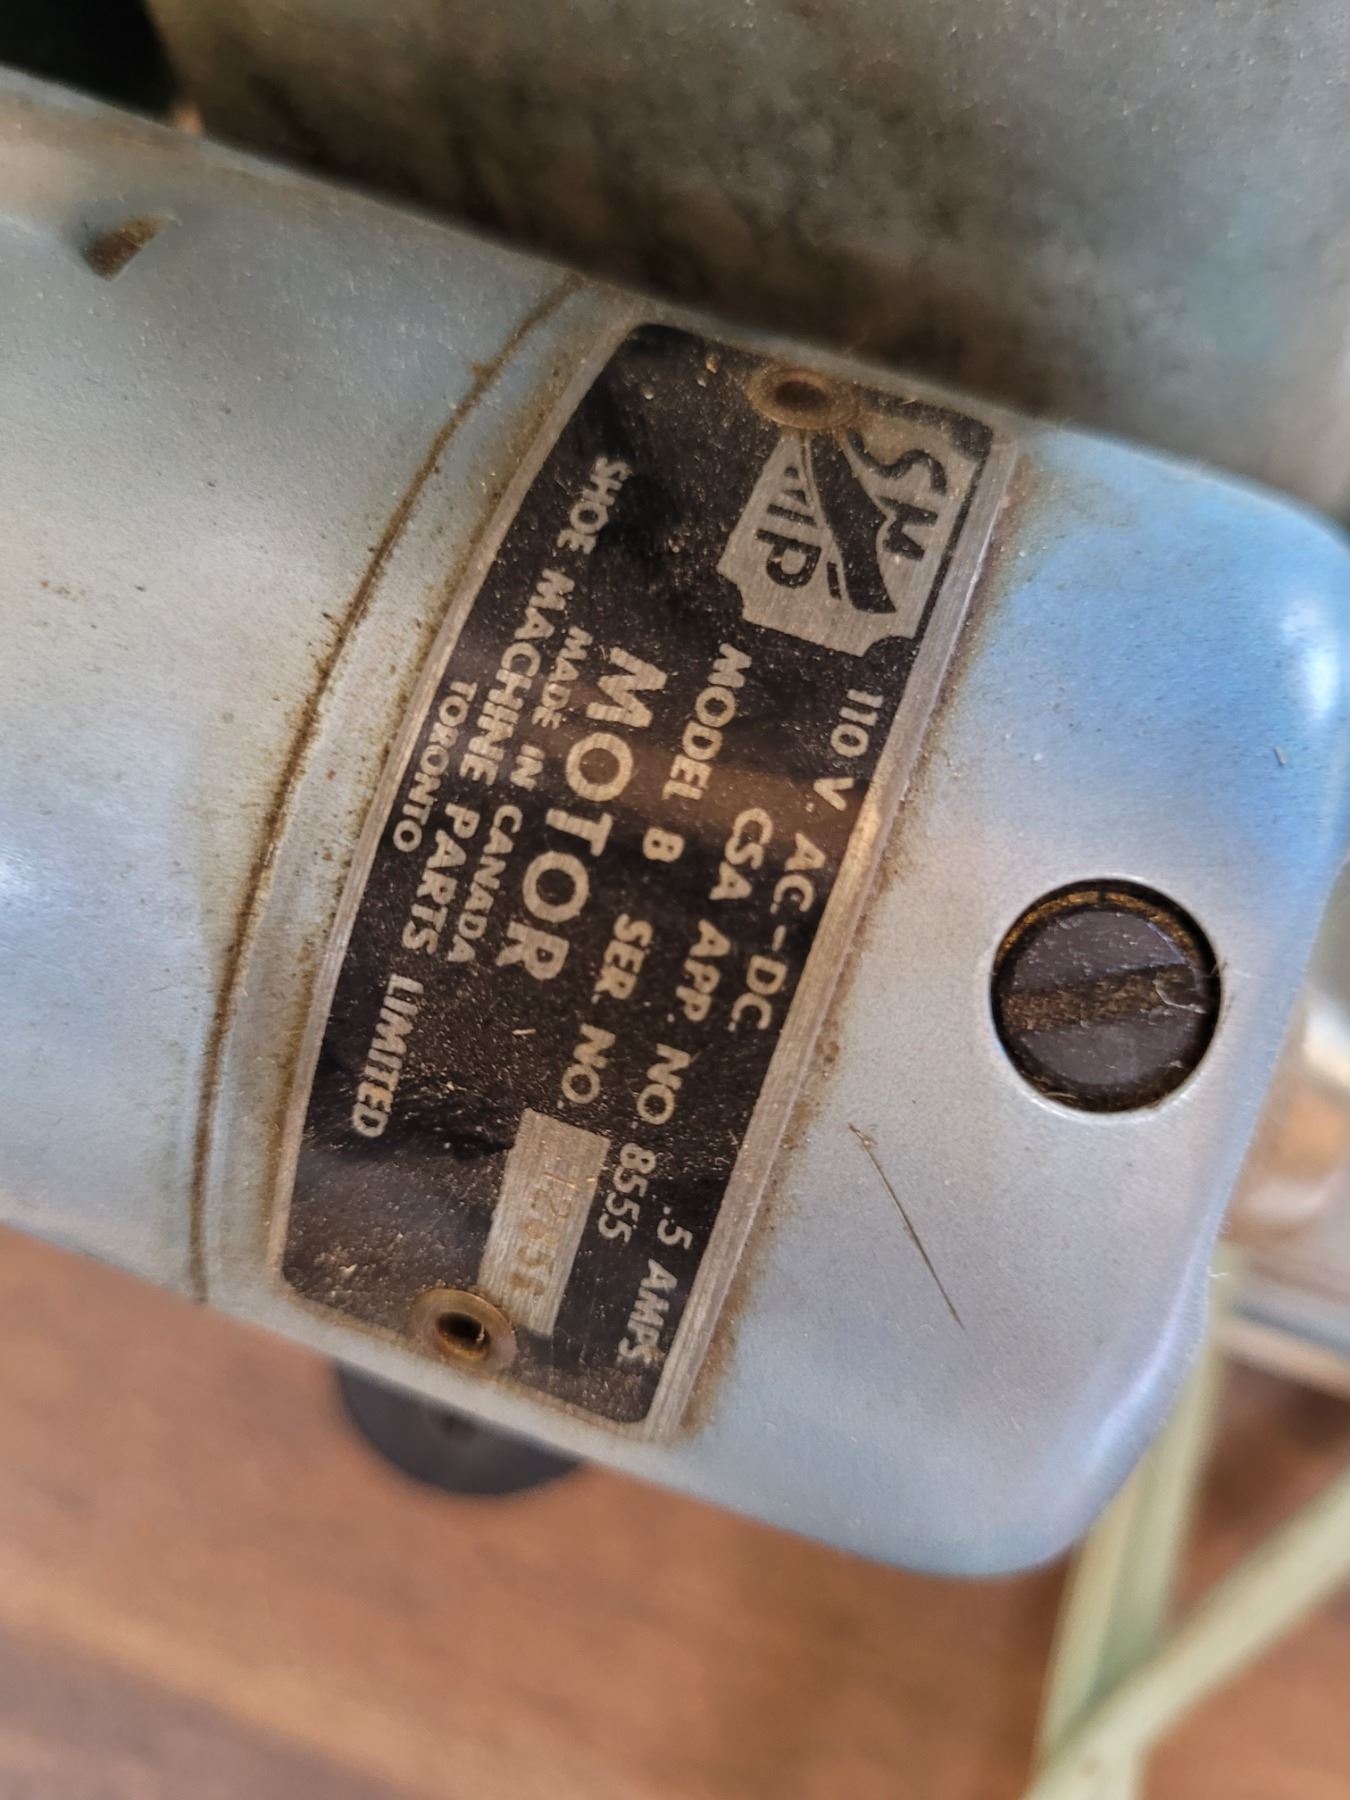 SM
MP
110 V. AC.-DC. .5 AMPS.
CSA APP. NO. 8555
MODEL B SER. NO.
MOTOR
MADE IN CANADA
SHOE MACHINE PARTS LIMITED
TORONTO